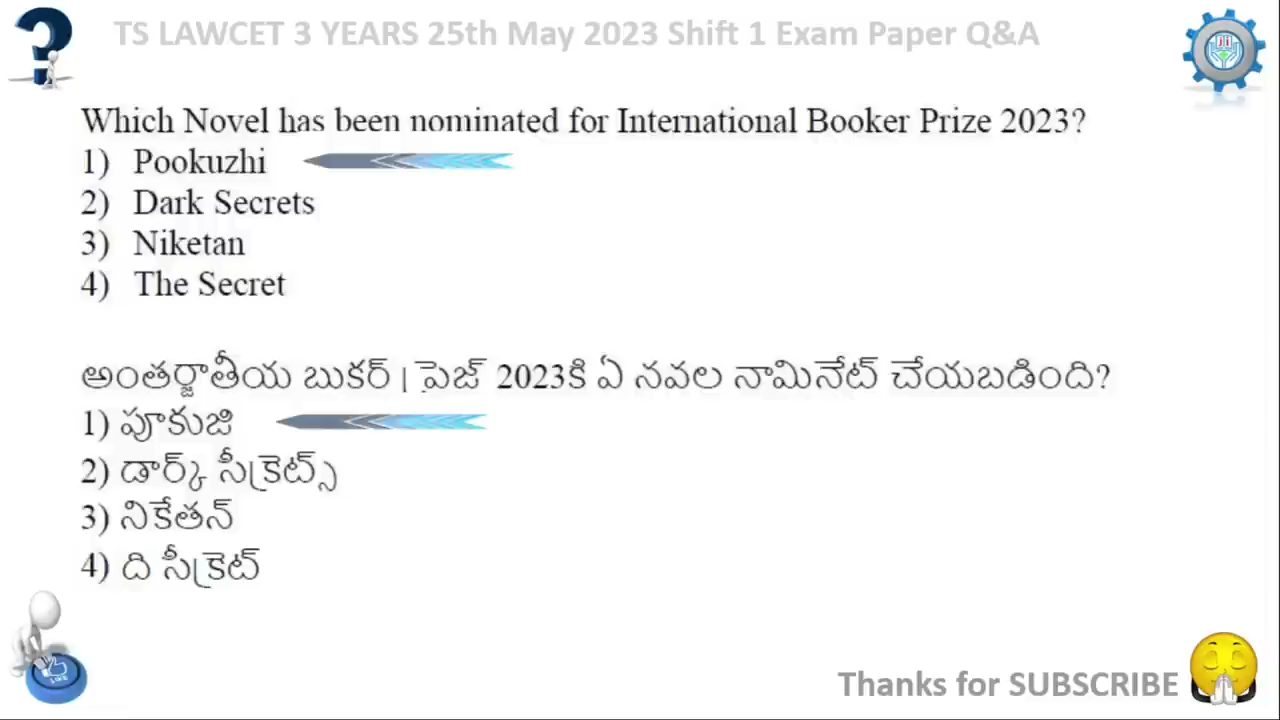 TS LAWCET 3 YEARS 25th May 2023 Shift 1 Exam Paper Q&A
Which Novel has been nominated for International Booker Prize 2023?
1) Pookuzhi
2) Dark Secrets
3) Niketan
4) The Secret
అంతర్జాతీయ బుకర్ ప్రైజ్ 2023కి ఏ నవల నామినేట్ చేయబడింది?
1) పూకుజి
2) డార్క్ సీక్రెట్స్
3) నికేతన్
4) ది సీక్రెట్
LIKE
Thanks for SUBSCRIBE